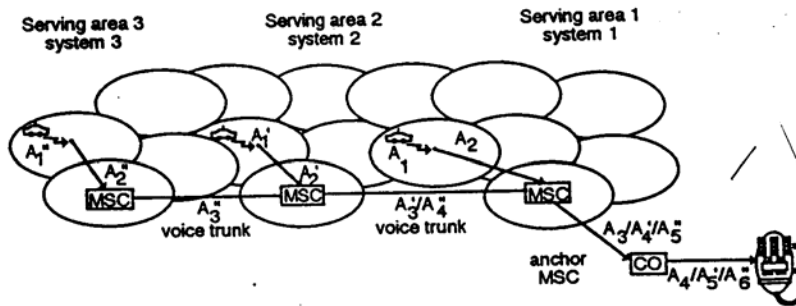 Serving area 3
system 3
Serving area 2
system 2
Serving area 1
system 1
A₁"
A₁'
A₁
A₂
A₂"
A₂'
MSC
MSC
MSC
A₃"
voice trunk
A₃'/A₄"
voice trunk
A₃/A₄'/A₅"
anchor
MSC
CO
A₄/A₅'/A₆"